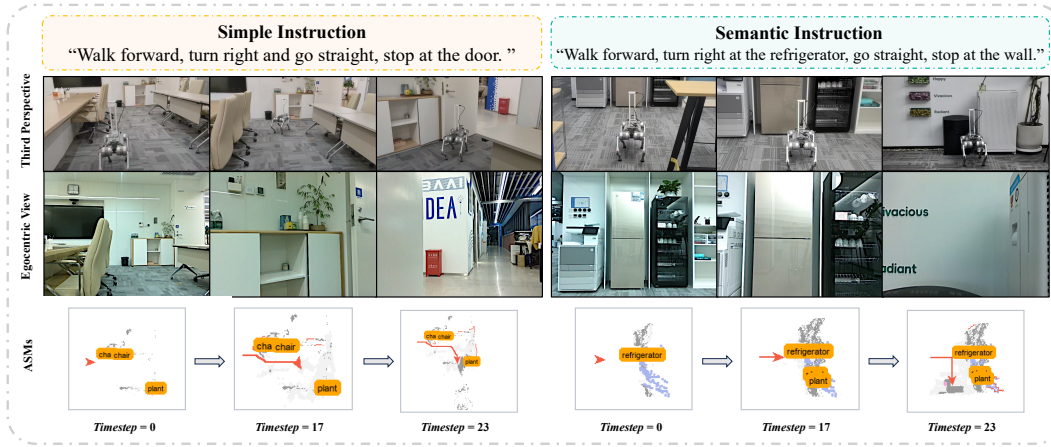 Simple Instruction
“Walk forward, turn right and go straight, stop at the door. ”
Semantic Instruction
“Walk forward, turn right at the refrigerator, go straight, stop at the wall.”
Third Perspective
Happy
Vivacious
Radiant
Egocentric View
DEA
ivacious
adiant
ASMs
cha chair
plant
cha chair
plant
cha chair
plant
refrigerator
refrigerator
plant
refrigerator
plant
Timestep = 0
Timestep = 17
Timestep = 23
Timestep = 0
Timestep = 17
Timestep = 23